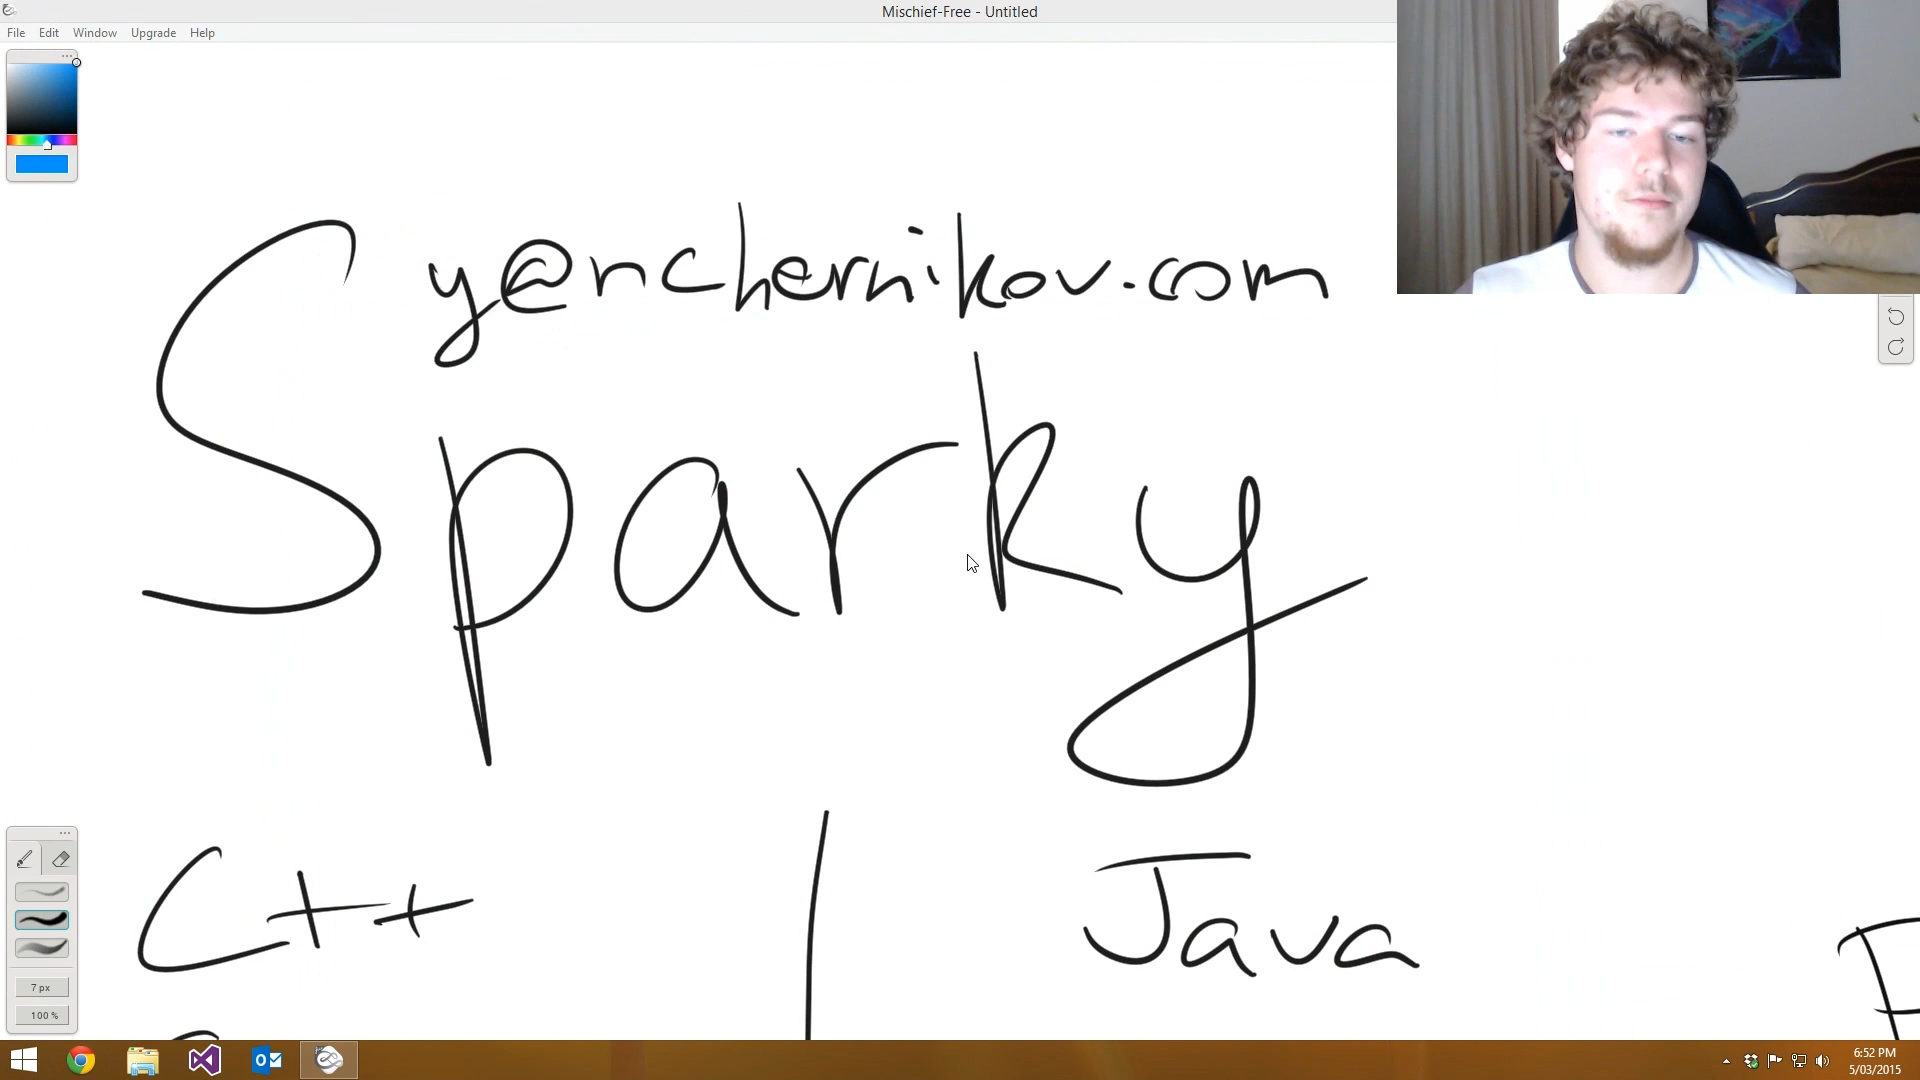 Mischief-Free - Untitled
File Edit Window Upgrade Help
y@nchernikov.com
Sparky
C++
Java
7 px
100 %
6:52 PM
5/03/2015